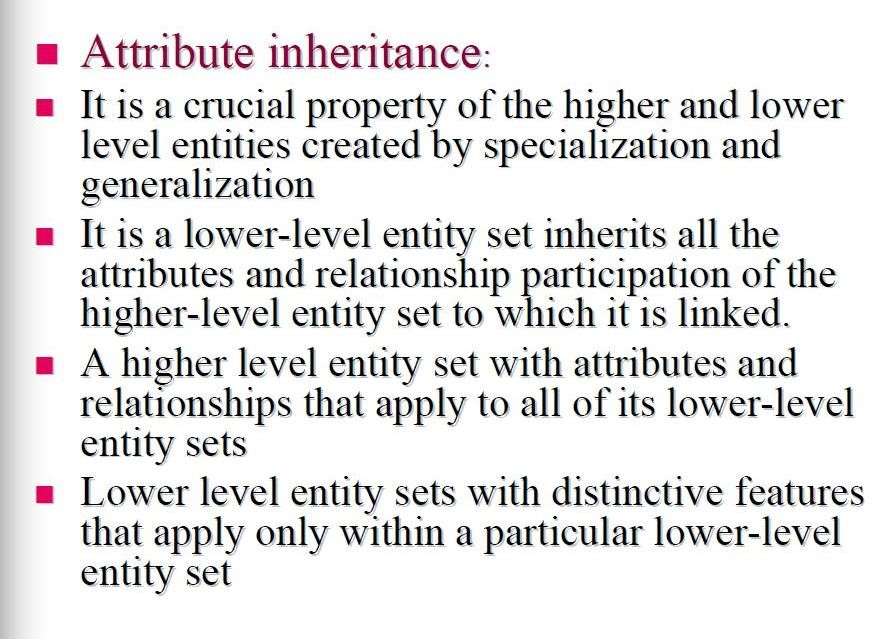 Attribute inheritance:
It is a crucial property of the higher and lower
level entities created by specialization and
generalization
It is a lower-level entity set inherits all the
attributes and relationship participation of the
higher-level entity set to which it is linked.
A higher level entity set with attributes and
relationships that apply to all of its lower-level
entity sets
Lower level entity sets with distinctive features
that apply only within a particular lower-level
entity set